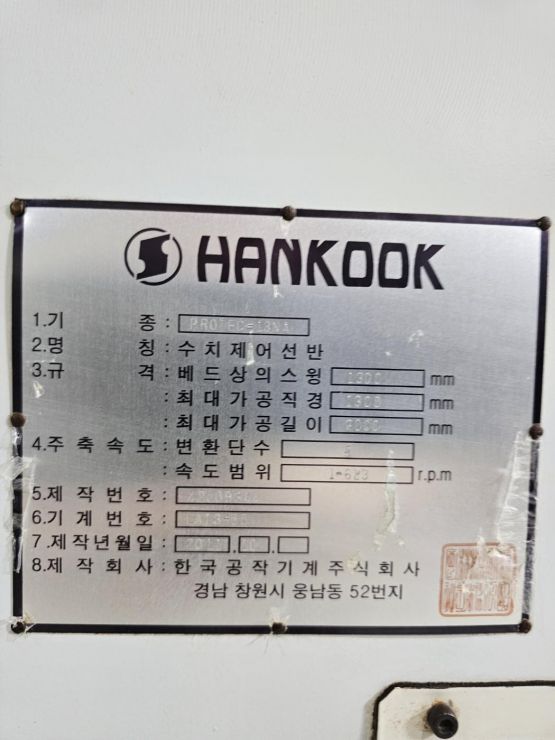 HANKOOK
1.기 종 : PROTEC-13NA
2.명 칭 : 수치제어선반
3.규 격 : 베드상의스윙 1300 mm
: 최대가공직경 1300 mm
: 최대가공길이 mm
4.주축속도 : 변환단수
: 속도범위 r.p.m
5.제작번호 :
6.기계번호 :
7.제작년월일 :
8.제작회사 : 한국공작기계주식회사
경남 창원시 웅남동 52번지